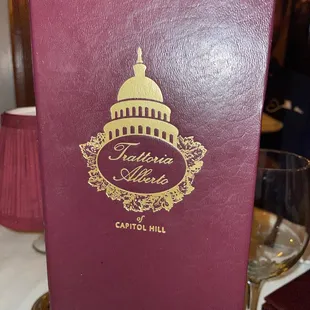 Trattoria
Alberto
of
CAPITOL HILL